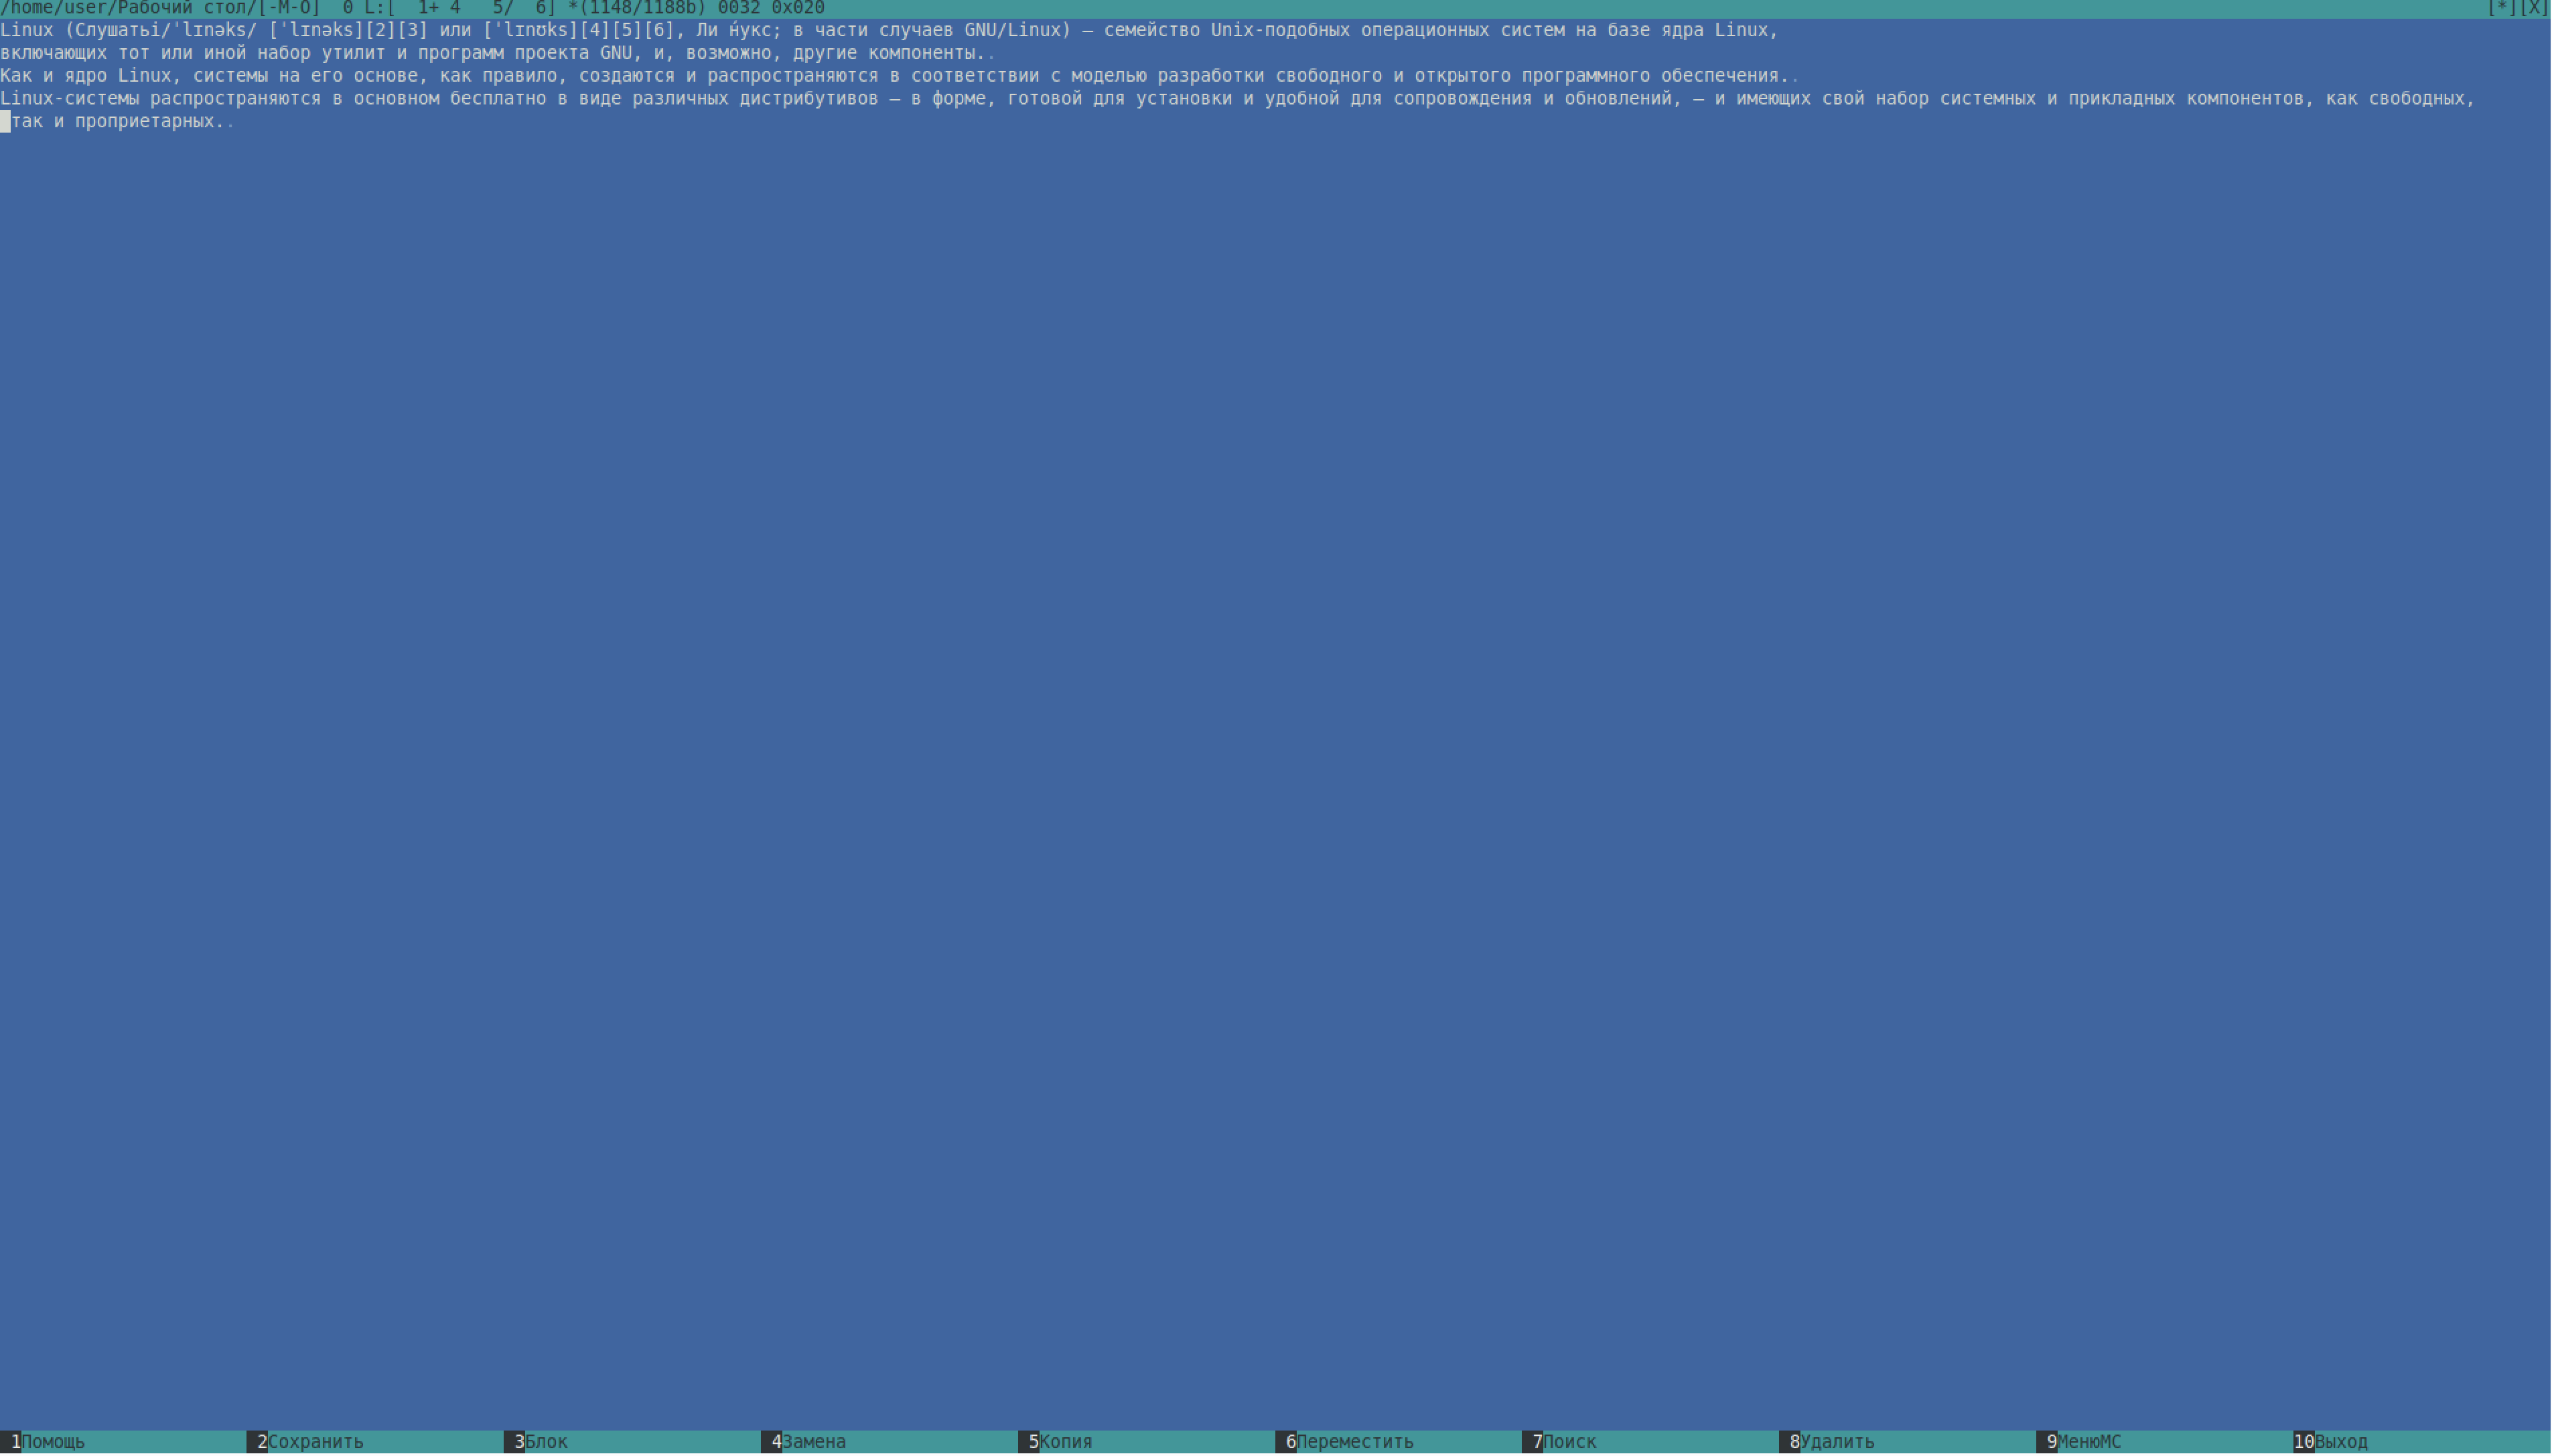 /home/user/Рабочий стол/[-M-O]  0 L:[  1+ 4   5/  6] *(1148/1188b) 0032 0x020 [*][X]
Linux (Слушатьi/ˈlɪnəks/ [ˈlɪnəks][2][3] или [ˈlɪnʊks][4][5][6], Ли ́нукс; в части случаев GNU/Linux) — семейство Unix-подобных операционных систем на базе ядра Linux,
включающих тот или иной набор утилит и программ проекта GNU, и, возможно, другие компоненты..
Как и ядро Linux, системы на его основе, как правило, создаются и распространяются в соответствии с моделью разработки свободного и открытого программного обеспечения..
Linux-системы распространяются в основном бесплатно в виде различных дистрибутивов — в форме, готовой для установки и удобной для сопровождения и обновлений, — и имеющих свой набор системных и прикладных компонентов, как свободных,
так и проприетарных..
1Помощь 2Сохранить 3Блок 4Замена 5Копия 6Переместить 7Поиск 8Удалить 9МенюMC 10Выход